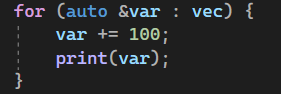 for (auto &var : vec) {
    var += 100;
    print(var);
}